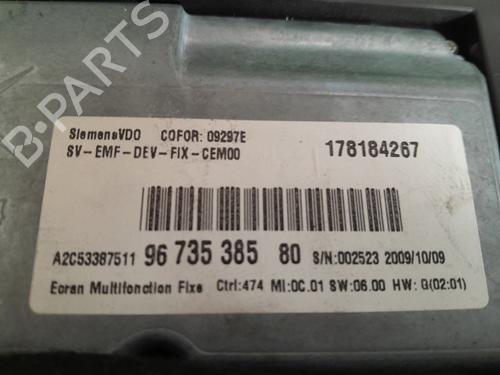 B-PARTS
SiemensVDO COFOR: 09297E
SV-EMF-DEV-FIX-CEM00 178184267
A2C53387511 96 735 385 80 S/N:002523 2009/10/09
Ecran Multifonction Fixe Ctrl:474 MI:0C.01 SW:06.00 HW: G(02:01)